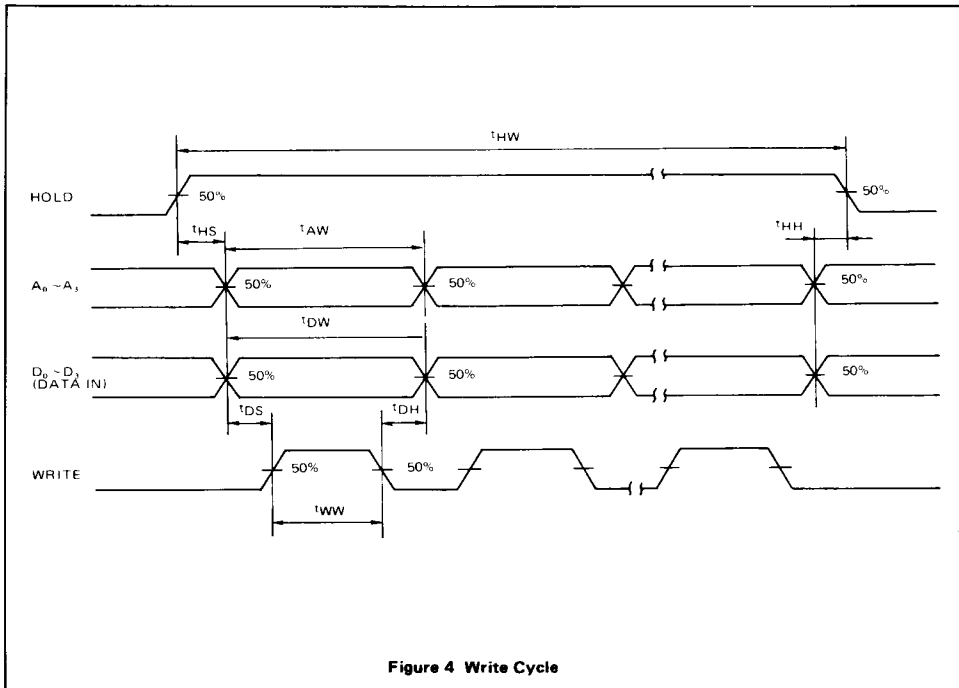 tHW
HOLD
50%
50%
tHS
tAW
tHH
A₀ ~A₃
50%
50%
50%
tDW
D₀ ~D₃
50%
50%
50%
(DATA IN)
tDS
tDH
WRITE
50%
50%
tWW
Figure 4 Write Cycle